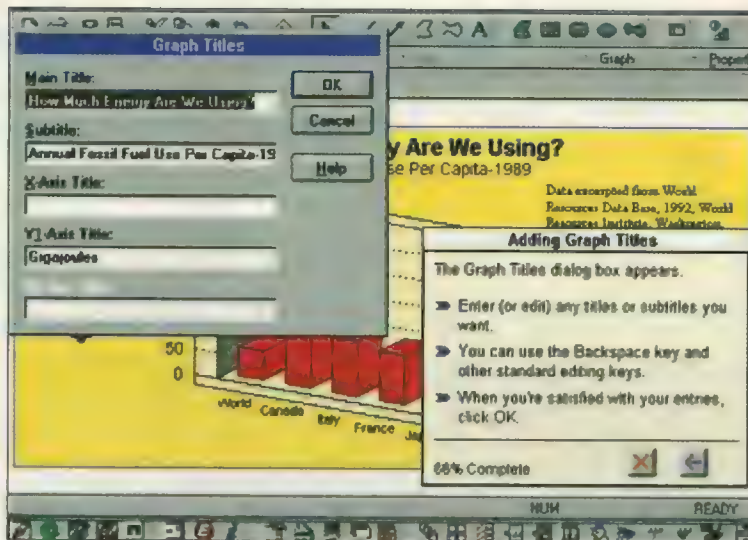 Graph Titles
Main Title:
How Much Energy Are We Using?
OK
Cancel
Subtitle:
Annual Fossil Fuel Use Per Capita-19
Help
X-Axis Title:
Y1-Axis Title:
Gigajoules
Graph
Propert
y Are We Using?
se Per Capita-1989
Data excerpted from World
Resources Data Base, 1992, World
Resources Institute, Washington,
50
0
World
Canada
Italy
France
Ja
Adding Graph Titles
The Graph Titles dialog box appears.
Enter (or edit) any titles or subtitles you
want.
You can use the Backspace key and
other standard editing keys.
When you're satisfied with your entries,
click OK.
66% Complete
NUM
READY